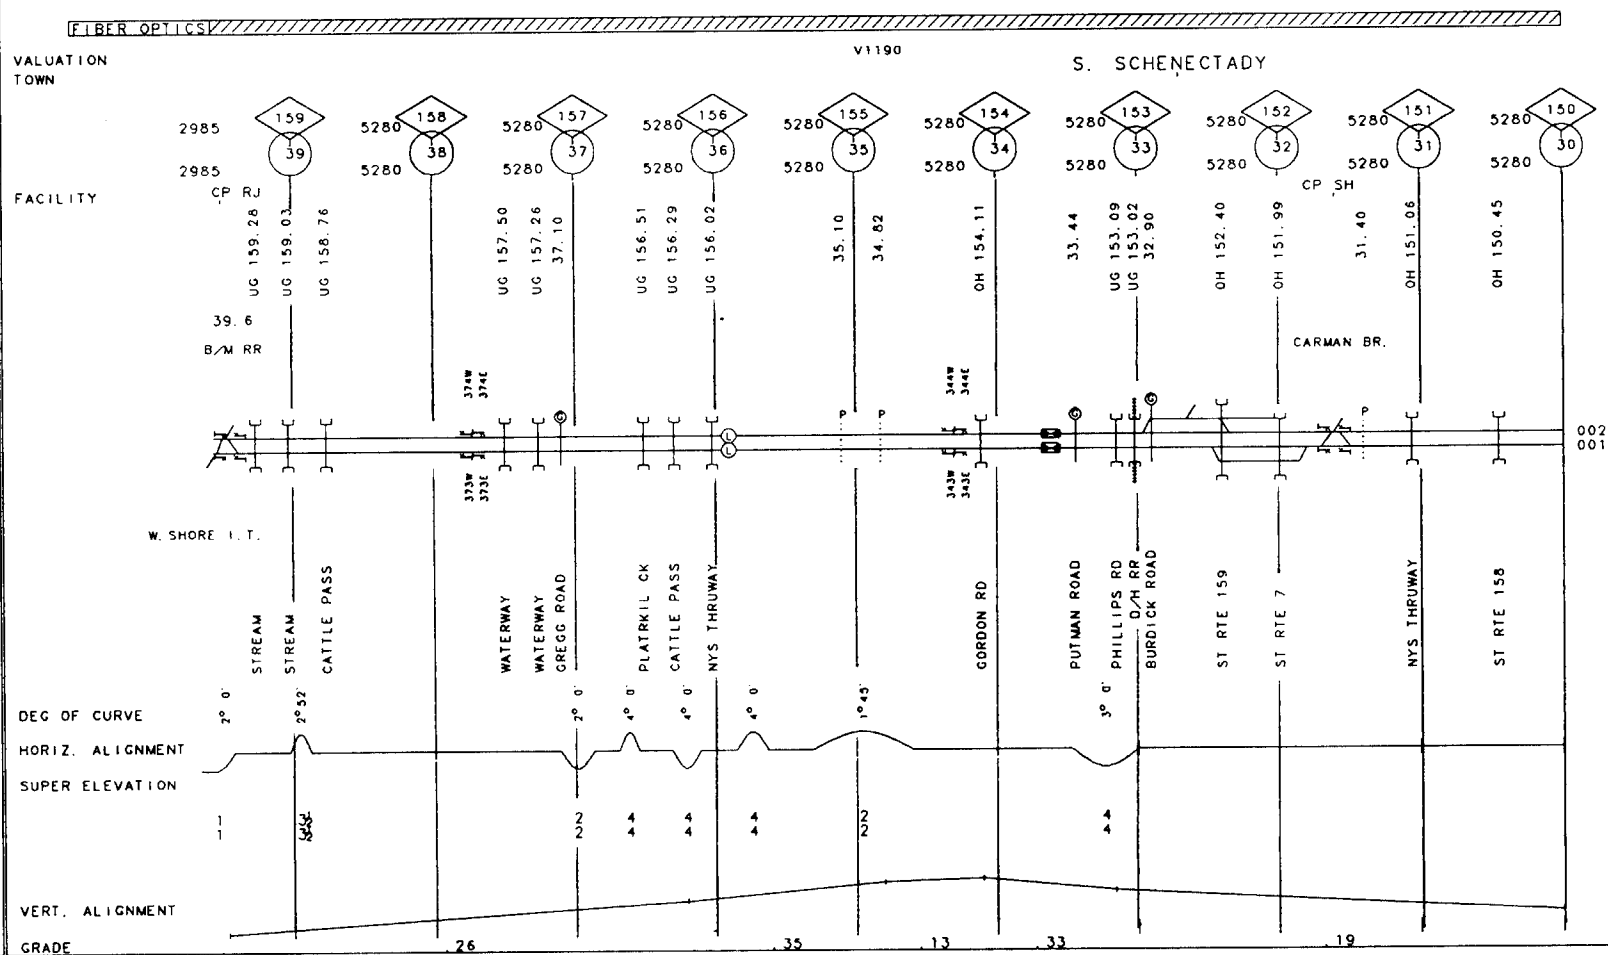 FIBER OPTICS
V1190
VALUATION
TOWN
S. SCHENECTADY
159 158 157 156 155 154 153 152 151 150
2985 5280 5280 5280 5280 5280 5280 5280 5280 5280
39 38 37 36 35 34 33 32 31 30
2985 5280 5280 5280 5280 5280 5280 5280 5280 5280
FACILITY
CP RJ
CP SH
UG 159.28
UG 159.03
UG 158.76
UG 157.50
UG 157.26
37.10
UG 156.51
UG 156.29
UG 156.02
35.10
34.82
OH 154.11
33.44
UG 153.09
UG 153.02
32.90
OH 152.40
OH 151.99
31.40
OH 151.06
OH 150.45
39.6
B/M RR
CARMAN BR.
374W
374E
344W
344E
G
G
G
P P
P
L
L
002
001
373W
373E
343W
343E
W. SHORE I.T.
STREAM
STREAM
CATTLE PASS
WATERWAY
WATERWAY
GREGG ROAD
PLATRKIL CK
CATTLE PASS
NYS THRUWAY
GORDON RD
PUTMAN ROAD
PHILLIPS RD
D/H RR
BURDICK ROAD
ST RTE 159
ST RTE 7
NYS THRUWAY
ST RTE 158
DEG OF CURVE
2° 0'
2° 52'
2° 0'
4° 0'
4° 0'
4° 0'
1° 45'
3° 0'
HORIZ. ALIGNMENT
SUPER ELEVATION
1 2 4 4 4 2 4
1 2 4 4 4 2 4
VERT. ALIGNMENT
GRADE
.26 .35 .13 .33 .19